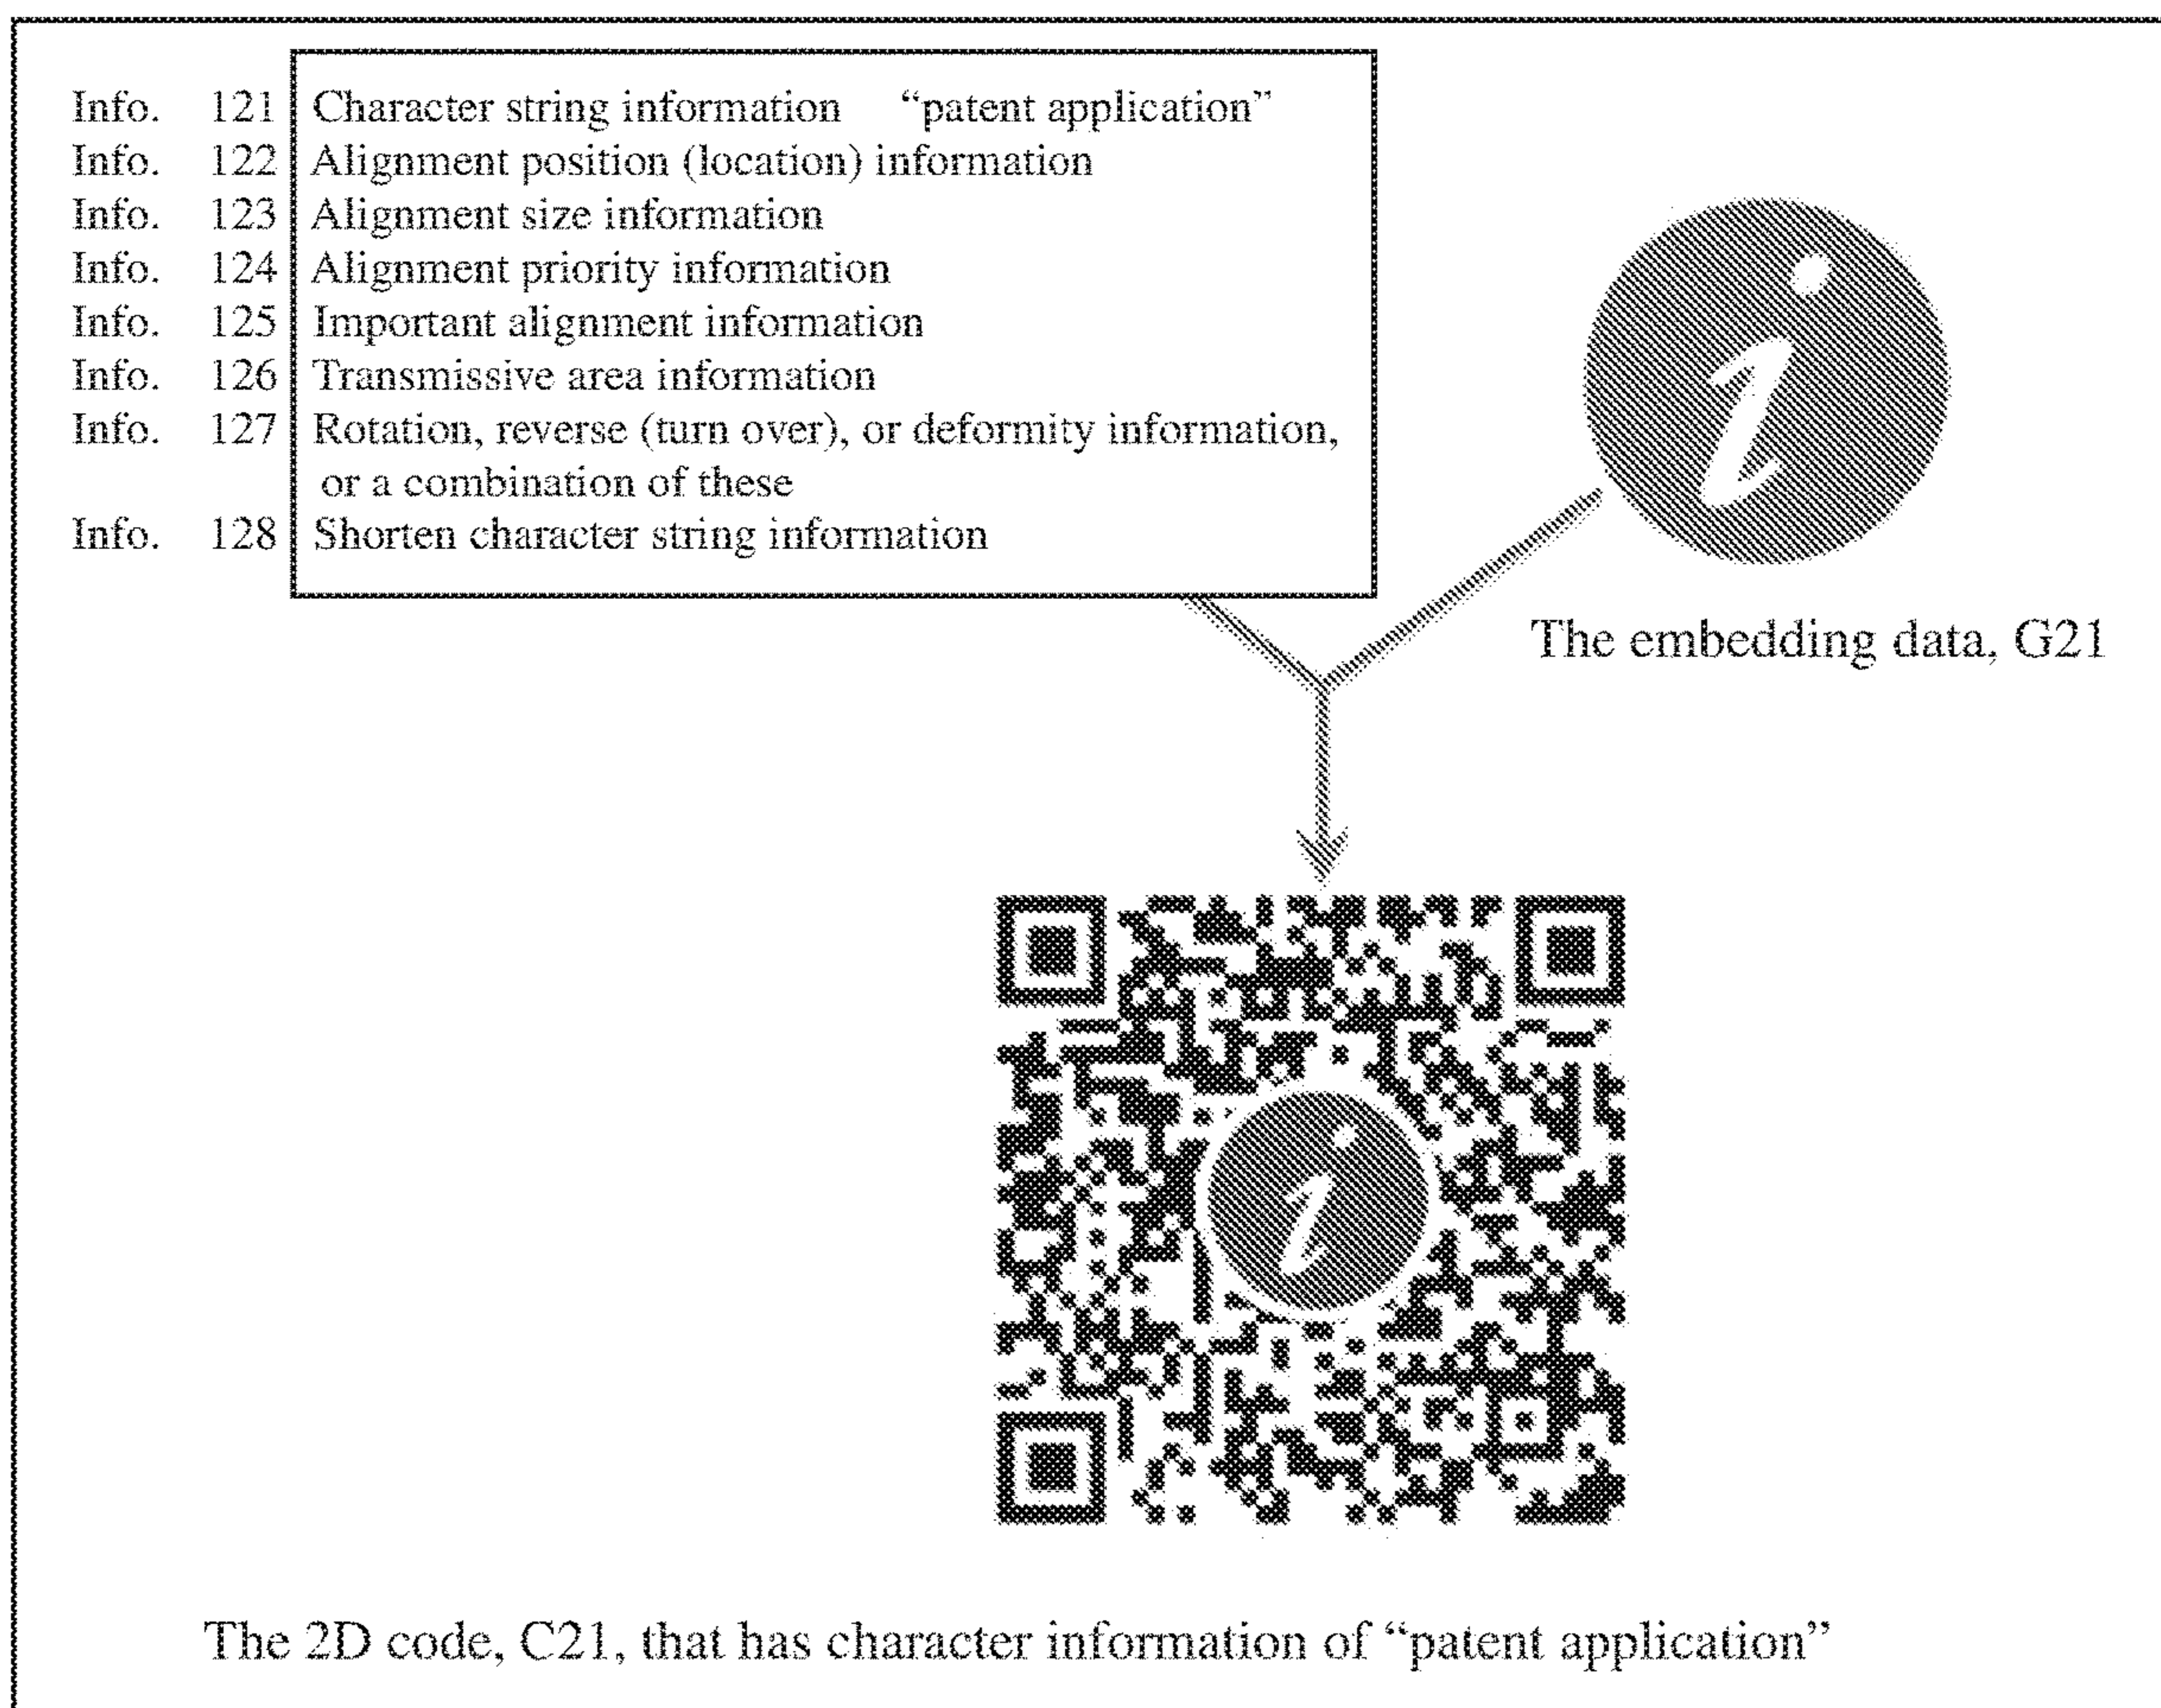 Info. 121 Character string information “patent application”
Info. 122 Alignment position (location) information
Info. 123 Alignment size information
Info. 124 Alignment priority information
Info. 125 Important alignment information
Info. 126 Transmissive area information
Info. 127 Rotation, reverse (turn over), or deformity information,
or a combination of these
Info. 128 Shorten character string information
i
The embedding data, G21
i
The 2D code, C21, that has character information of “patent application”